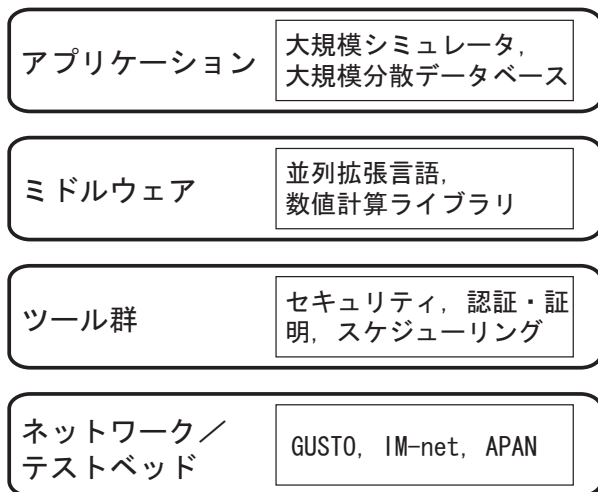 アプリケーション
大規模シミュレータ,
大規模分散データベース
ミドルウェア
並列拡張言語,
数値計算ライブラリ
ツール群
セキュリティ, 認証・証
明, スケジューリング
ネットワーク／
テストベッド
GUSTO, IM-net, APAN